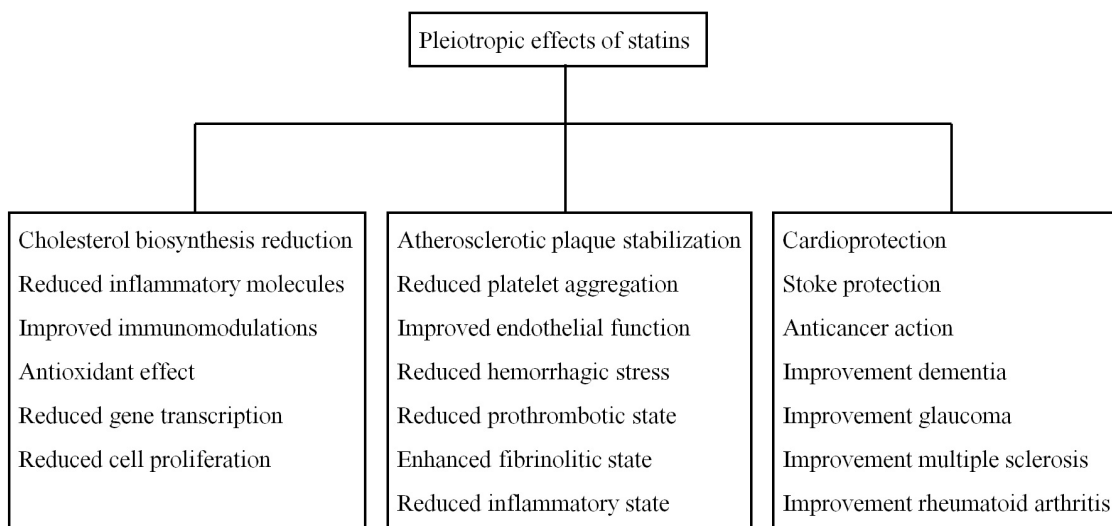 Pleiotropic effects of statins
Cholesterol biosynthesis reduction
Reduced inflammatory molecules
Improved immunomodulations
Antioxidant effect
Reduced gene transcription
Reduced cell proliferation
Atherosclerotic plaque stabilization
Reduced platelet aggregation
Improved endothelial function
Reduced hemorrhagic stress
Reduced prothrombotic state
Enhanced fibrinolitic state
Reduced inflammatory state
Cardioprotection
Stoke protection
Anticancer action
Improvement dementia
Improvement glaucoma
Improvement multiple sclerosis
Improvement rheumatoid arthritis